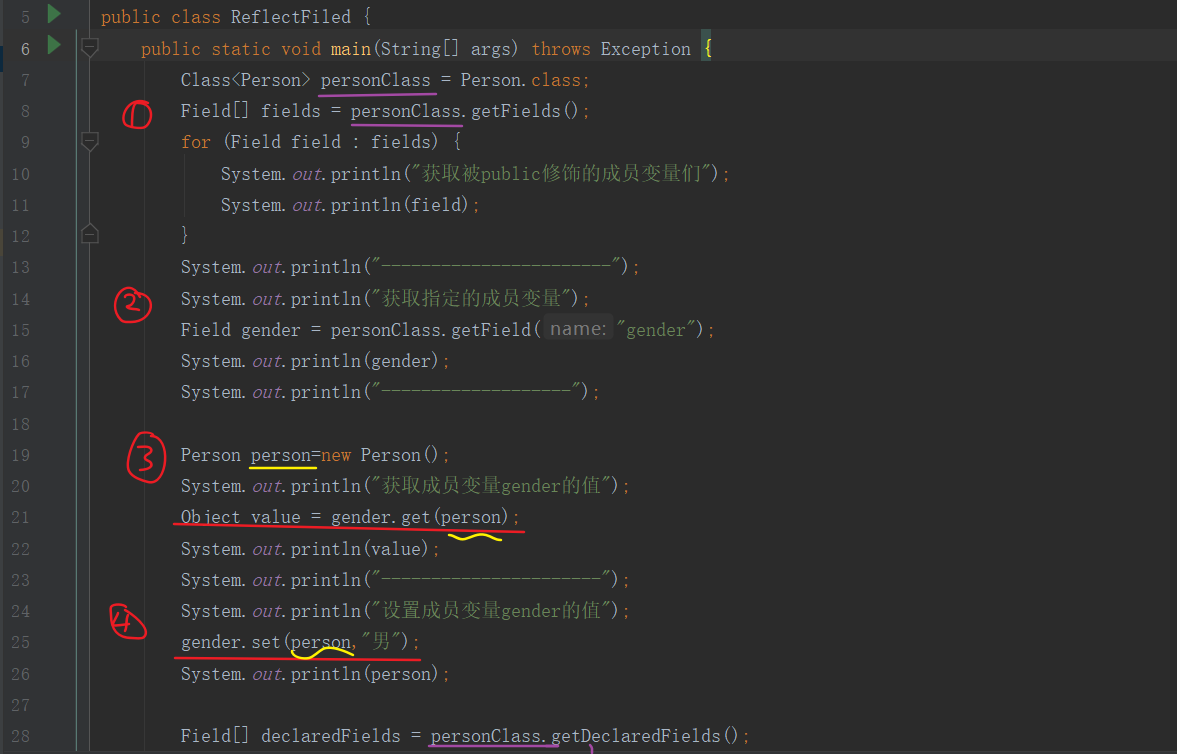 5 public class ReflectFiled {
6 public static void main(String[] args) throws Exception {
7 Class<Person> personClass = Person.class;
① 8 Field[] fields = personClass.getFields();
9 for (Field field : fields) {
10 System.out.println("获取被public修饰的成员变量们");
11 System.out.println(field);
12 }
13 System.out.println("-----------------------");
② 14 System.out.println("获取指定的成员变量");
15 Field gender = personClass.getField( name: "gender");
16 System.out.println(gender);
17 System.out.println("-------------------");
18
③ 19 Person person=new Person();
20 System.out.println("获取成员变量gender的值");
21 Object value = gender.get(person);
22 System.out.println(value);
23 System.out.println("----------------------");
④ 24 System.out.println("设置成员变量gender的值");
25 gender.set(person,"男");
26 System.out.println(person);
27
28 Field[] declaredFields = personClass.getDeclaredFields();